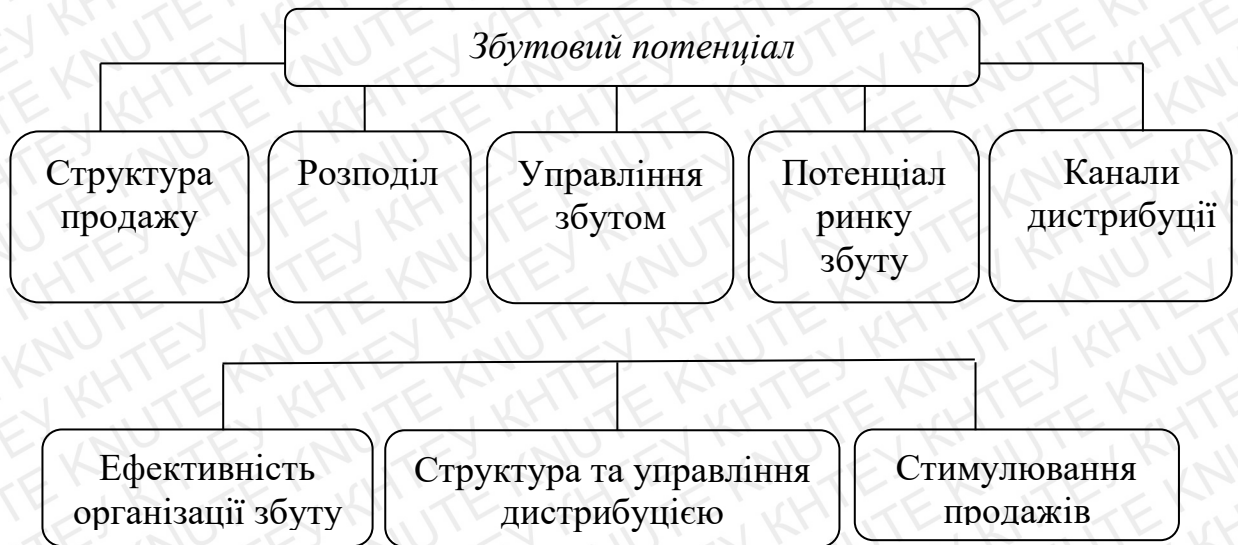 Збутовий потенціал
Структура
продажу
Розподіл
Управління
збутом
Потенціал
ринку
збуту
Канали
дистрибуції
Ефективність
організації збуту
Структура та управління
дистрибуцією
Стимулювання
продажів